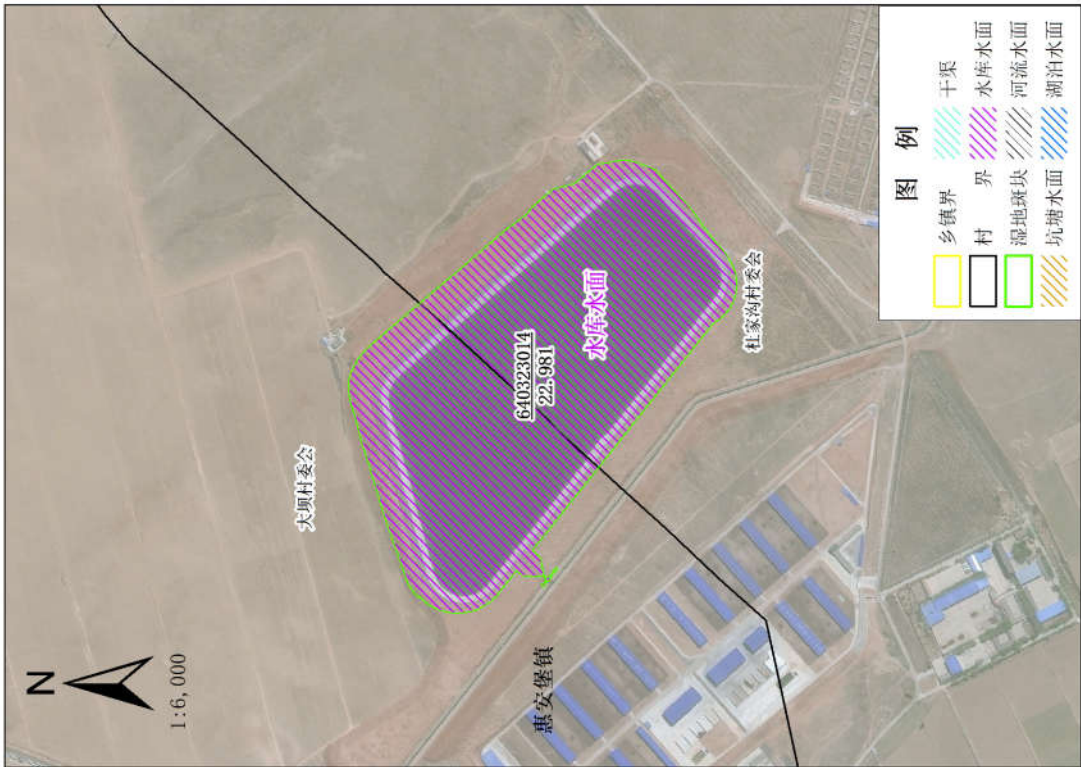 N
1:6,000
大坝村委会
640323014
22.981
水库水面
杜家沟村委会
惠安堡镇
图 例
乡镇界 干渠
村 界 水库水面
湿地斑块 河流水面
坑塘水面 湖泊水面